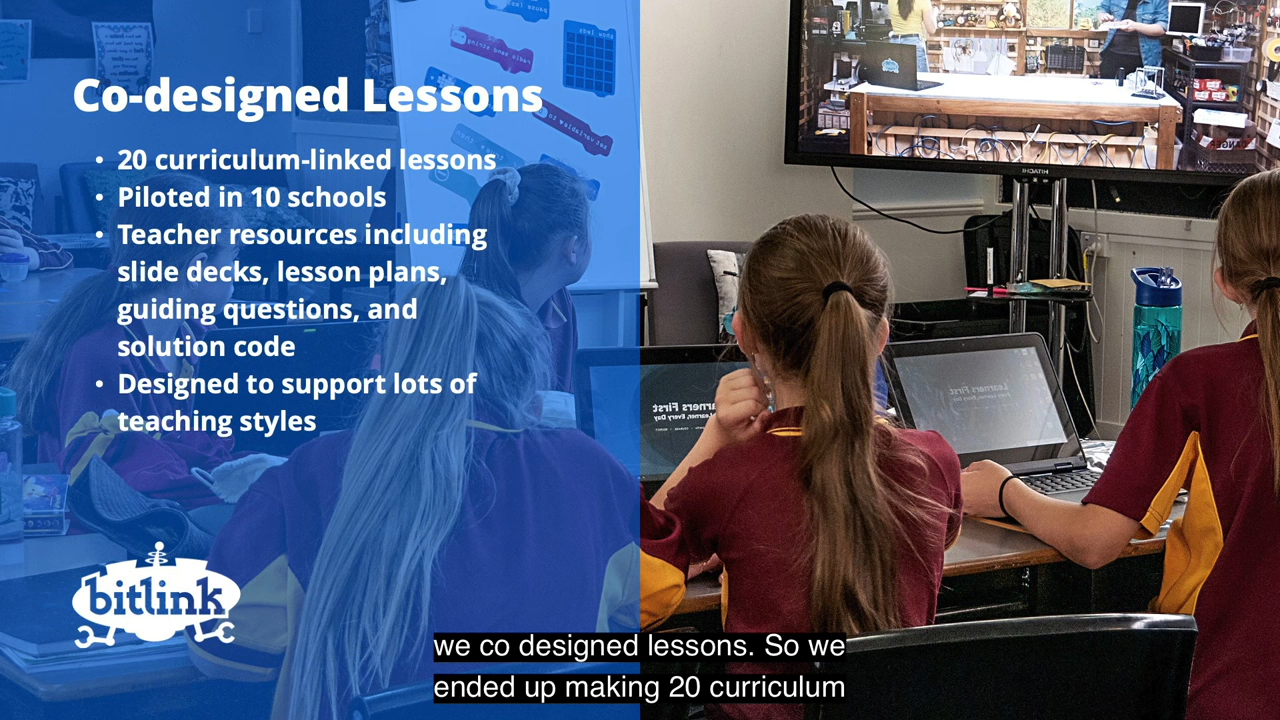 Co-designed Lessons
• 20 curriculum-linked lessons
• Piloted in 10 schools
• Teacher resources including
slide decks, lesson plans,
guiding questions, and
solution code
• Designed to support lots of
teaching styles
bitlink
HITACHI
Learners First
we co designed lessons. So we
ended up making 20 curriculum